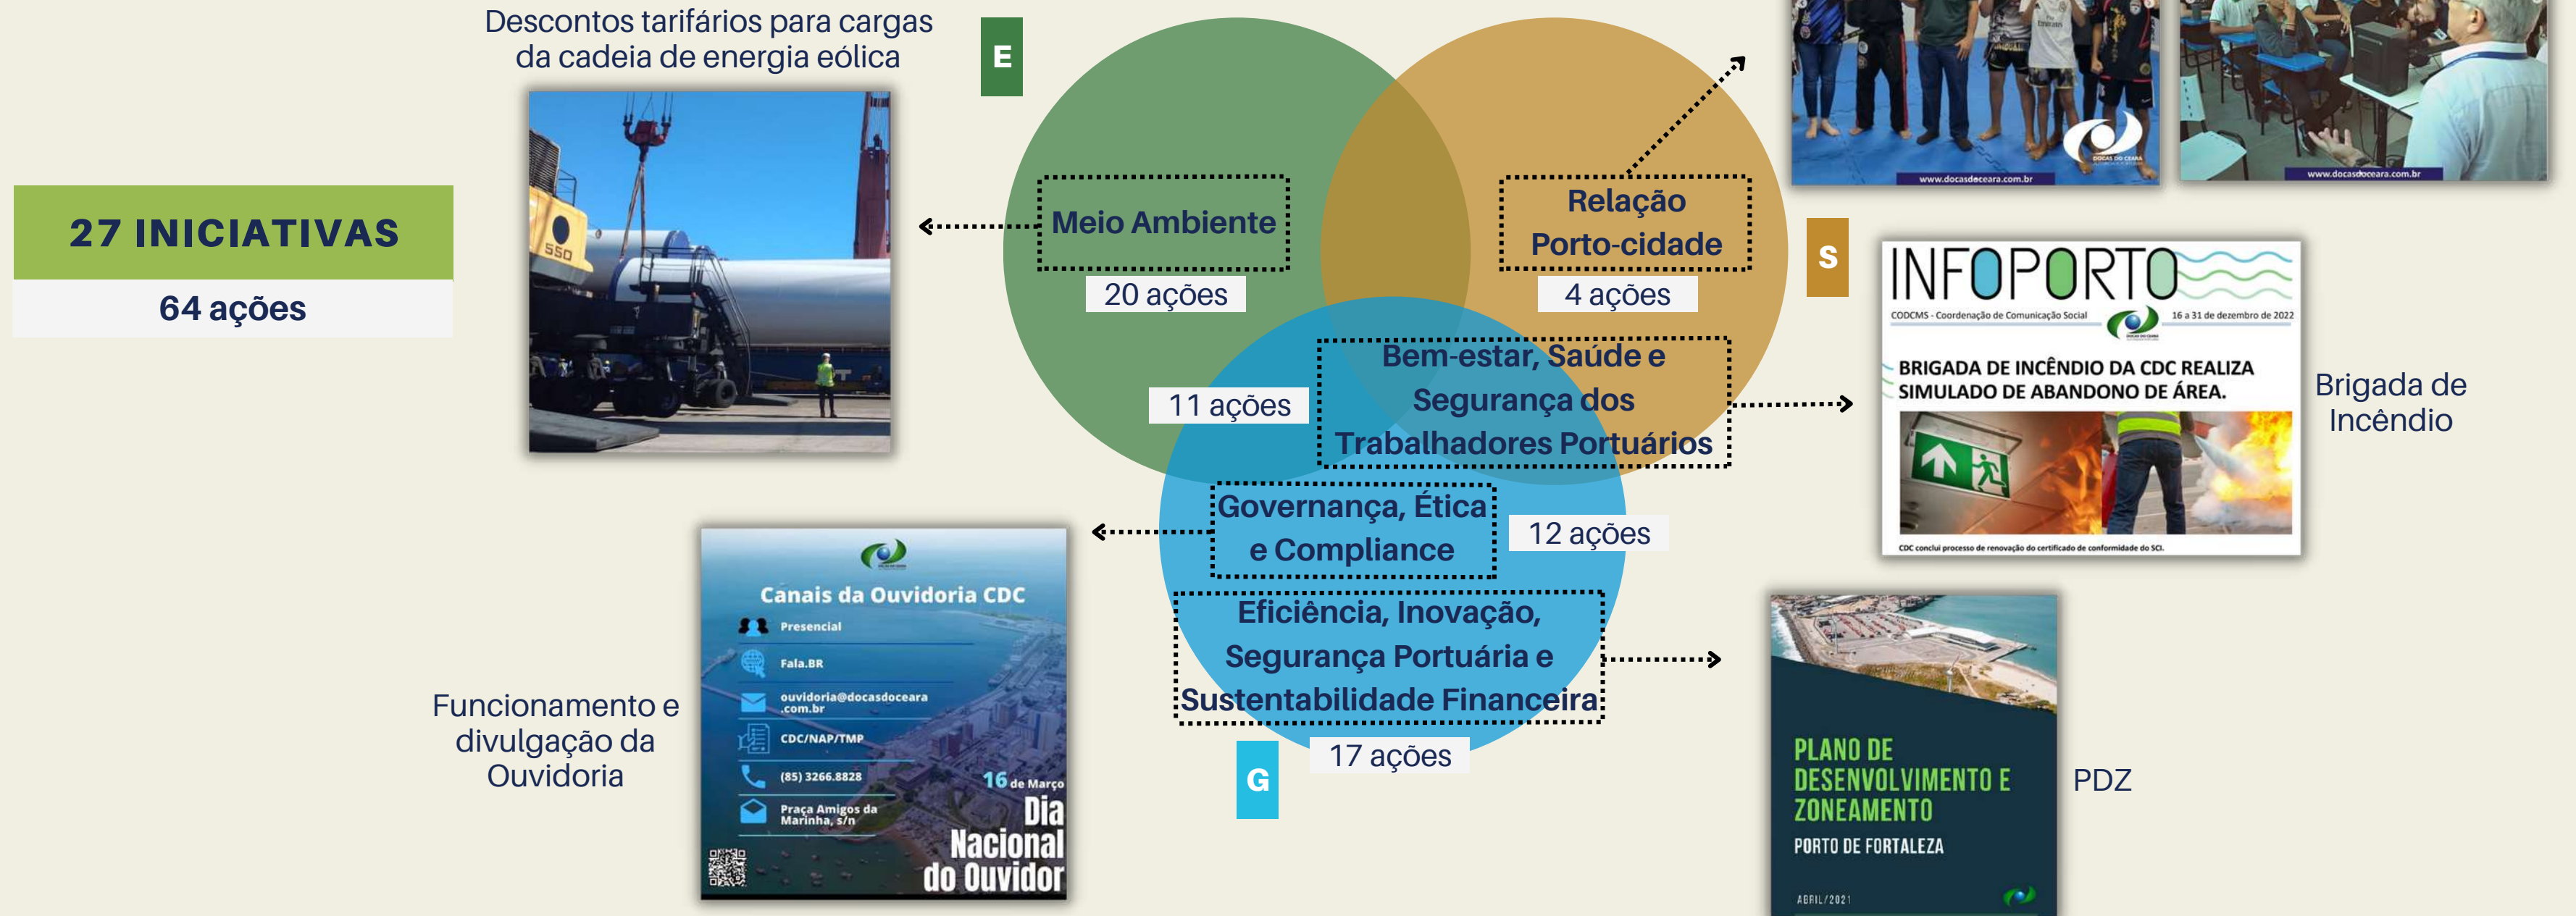 Descontos tarifários para cargas
da cadeia de energia eólica
550
27 INICIATIVAS
64 ações
E
Meio Ambiente
20 ações
Relação
Porto-cidade
4 ações
S
Bem-estar, Saúde e
Segurança dos
Trabalhadores Portuários
11 ações
Governança, Ética
e Compliance
12 ações
Eficiência, Inovação,
Segurança Portuária e
Sustentabilidade Financeira
17 ações
G
DOCAS DO CEARÁ
www.docasdoceara.com.br
www.docasdoceara.com.br
INFOPORTO
CODCMS - Coordenação de Comunicação Social
16 a 31 de dezembro de 2022
BRIGADA DE INCÊNDIO DA CDC REALIZA
SIMULADO DE ABANDONO DE ÁREA.
CDC conclui processo de renovação do certificado de conformidade do SCI.
Brigada de
Incêndio
Funcionamento e
divulgação da
Ouvidoria
Canais da Ouvidoria CDC
Presencial
Fala.BR
ouvidoria@docasdoceara
.com.br
CDC/NAP/TMP
(85) 3266.8828
Praça Amigos da
Marinha, s/n
16 de Março
Dia
Nacional
do Ouvidor
PLANO DE
DESENVOLVIMENTO E
ZONEAMENTO
PORTO DE FORTALEZA
ABRIL/2021
PDZ